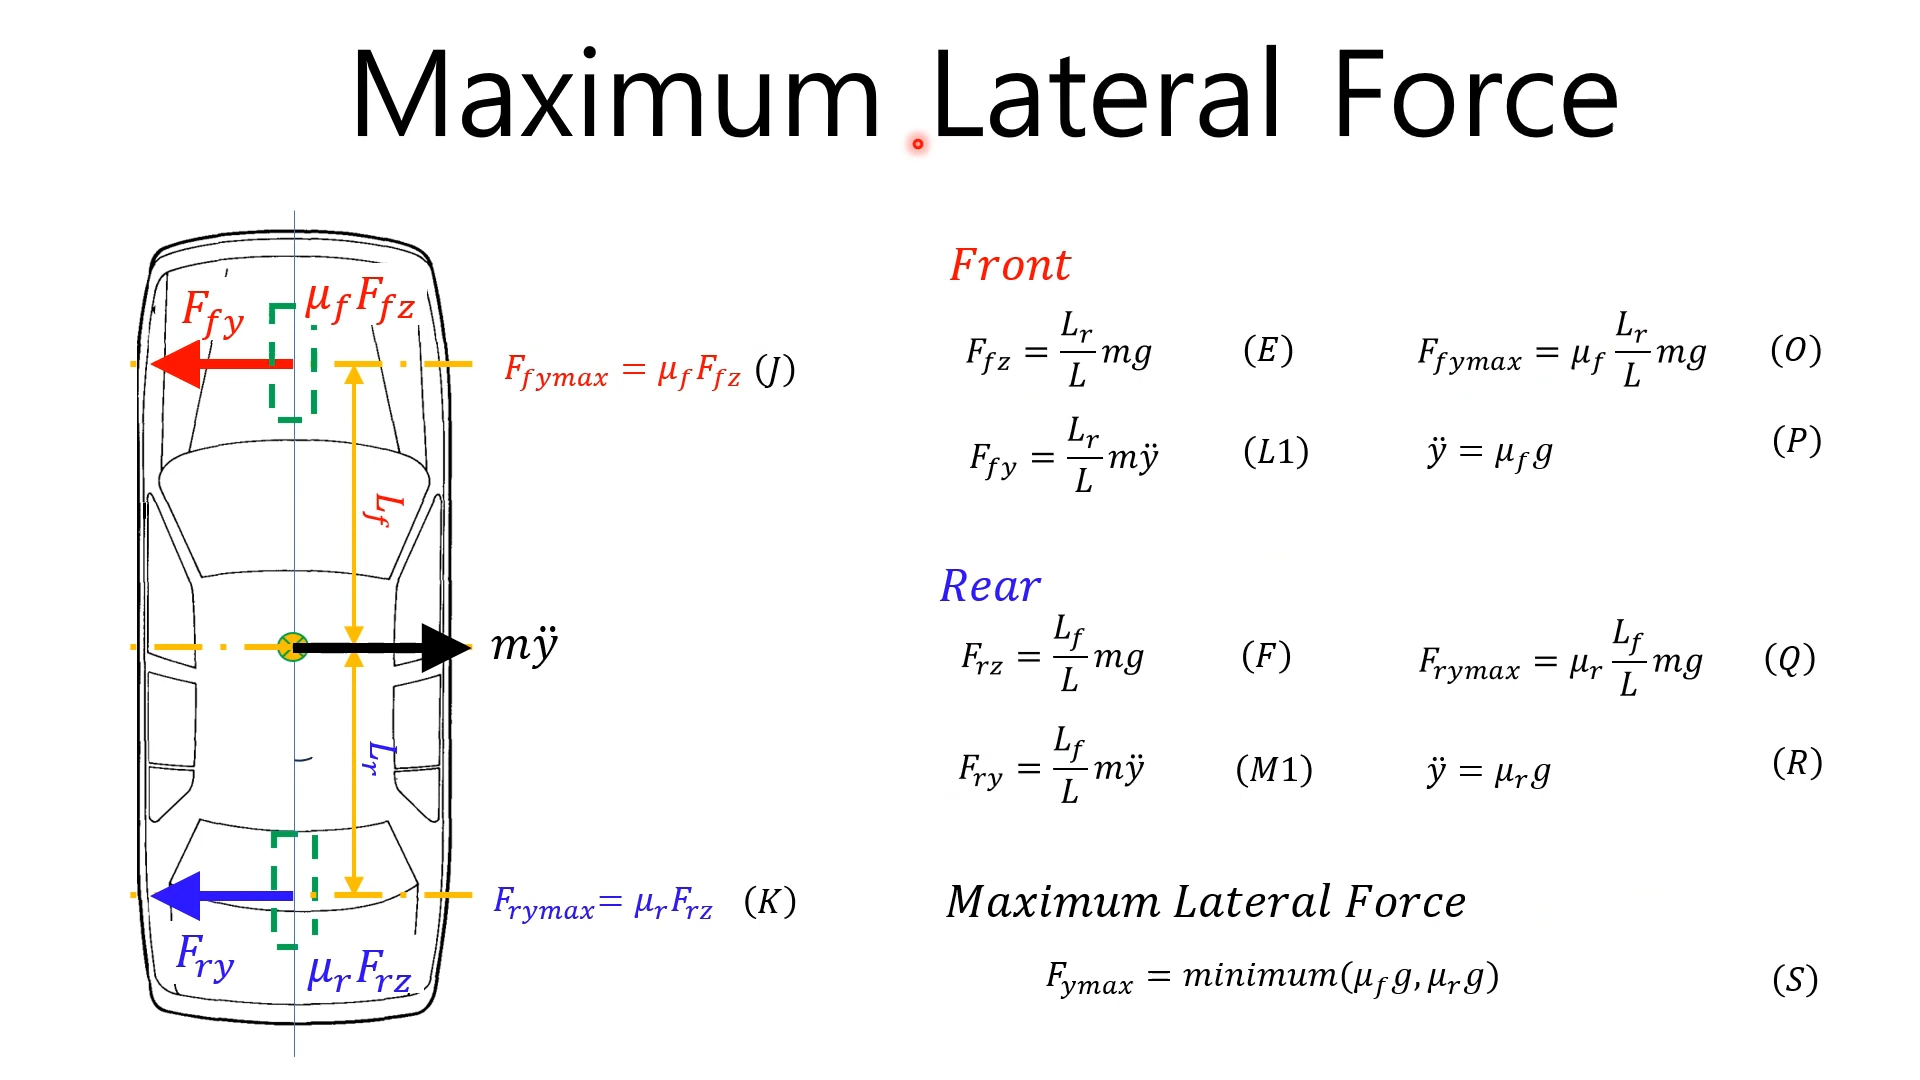 Maximum Lateral Force
F_fy μ_f F_fz
F_fymax = μ_f F_fz (J)
L_f
mÿ
L_r
F_rymax = μ_r F_rz (K)
F_ry μ_r F_rz
Front
F_fz = L_r/L mg (E) F_fymax = μ_f L_r/L mg (O)
F_fy = L_r/L mÿ (L1) ÿ = μ_f g (P)
Rear
F_rz = L_f/L mg (F) F_rymax = μ_r L_f/L mg (Q)
F_ry = L_f/L mÿ (M1) ÿ = μ_r g (R)
Maximum Lateral Force
F_ymax = minimum(μ_f g, μ_r g) (S)